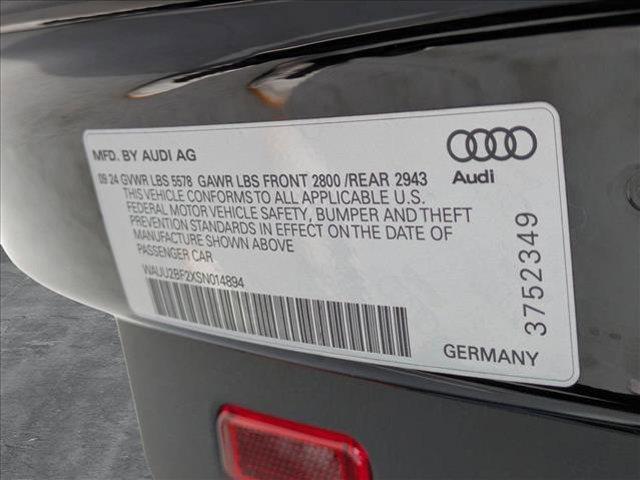 MFD. BY AUDI AG
Audi
09 24 GVWR LBS 5578 GAWR LBS FRONT 2800 /REAR 2943
THIS VEHICLE CONFORMS TO ALL APPLICABLE U.S.
FEDERAL MOTOR VEHICLE SAFETY, BUMPER AND THEFT
PREVENTION STANDARDS IN EFFECT ON THE DATE OF
MANUFACTURE SHOWN ABOVE
PASSENGER CAR
WAUU2BF2XSN014894
3752349
GERMANY